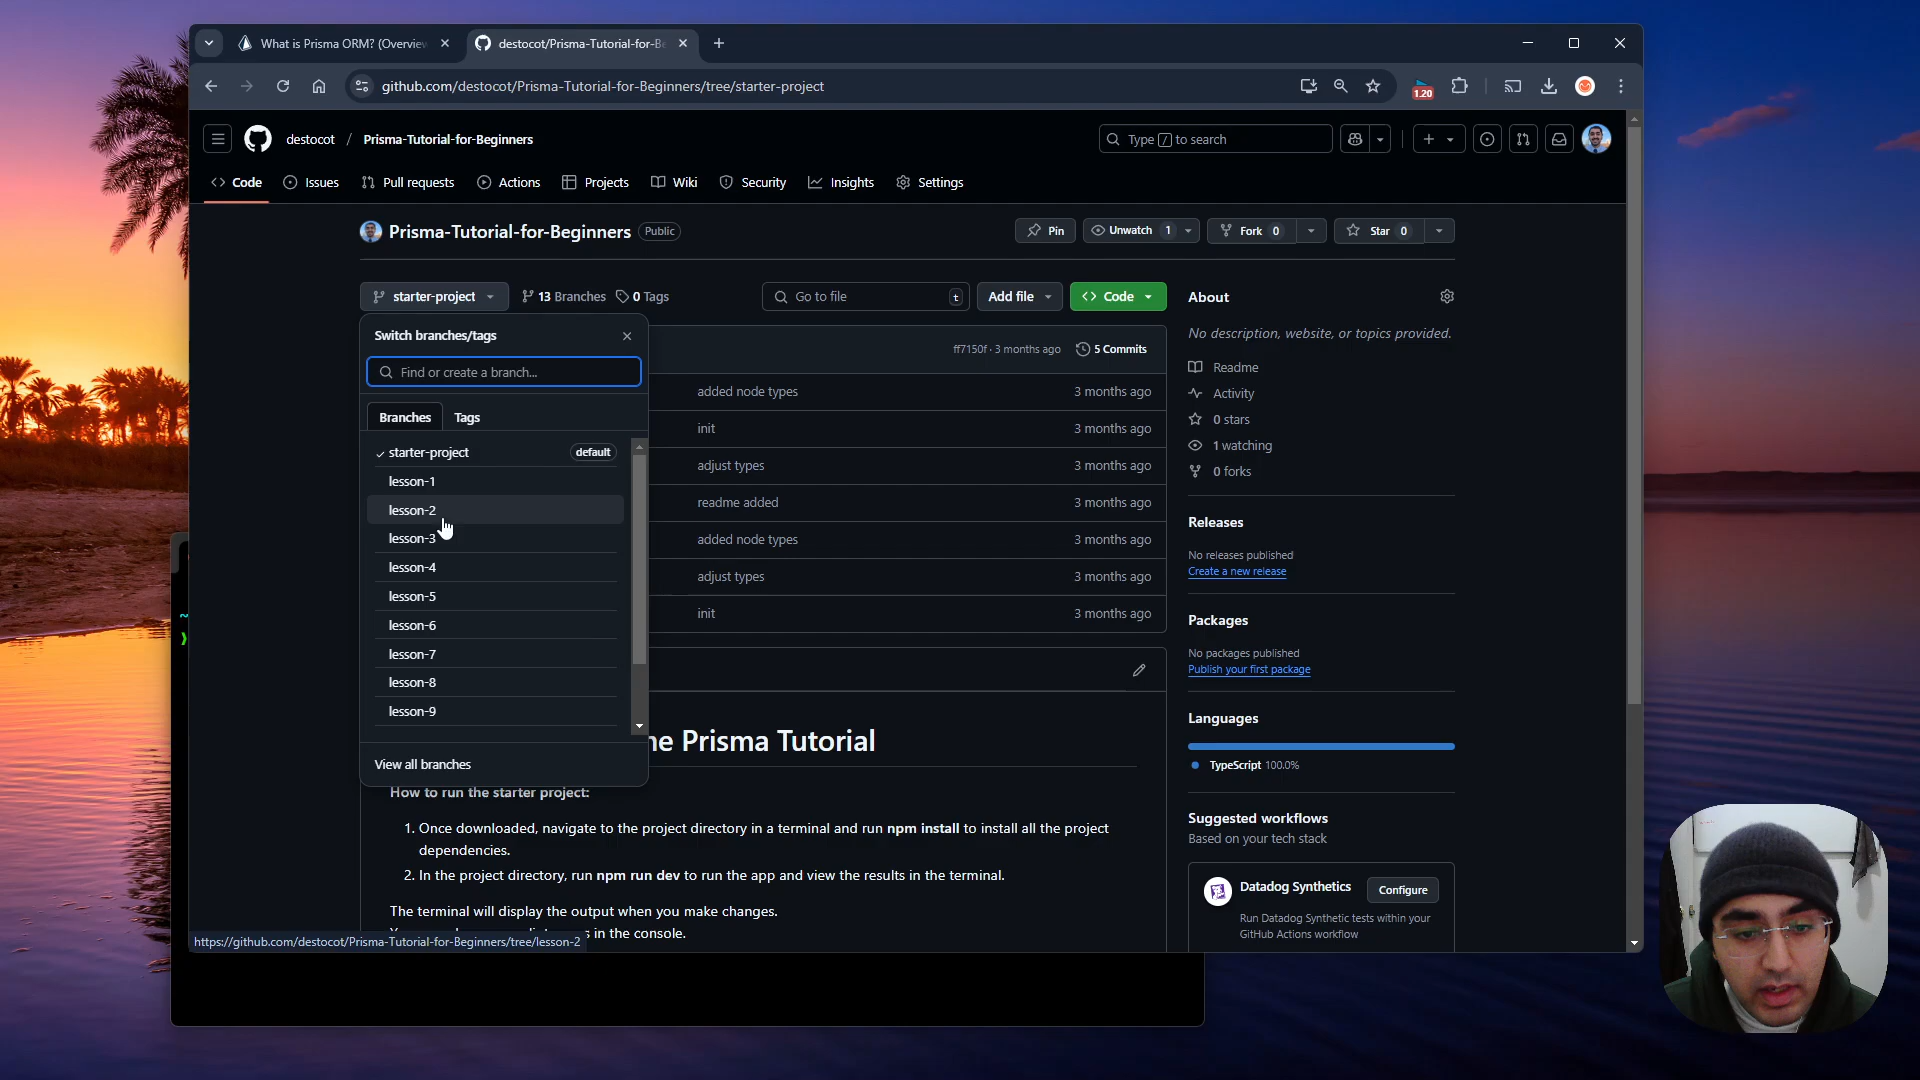 What is Prisma ORM? (Overview
destocot/Prisma-Tutorial-for-Be
github.com/destocot/Prisma-Tutorial-for-Beginners/tree/starter-project
1.20
destocot / Prisma-Tutorial-for-Beginners
Type / to search
Code
Issues
Pull requests
Actions
Projects
Wiki
Security
Insights
Settings
Prisma-Tutorial-for-Beginners Public
Pin
Unwatch 1
Fork 0
Star 0
starter-project
13 Branches
0 Tags
Go to file t
Add file
Code
About
No description, website, or topics provided.
Switch branches/tags
Find or create a branch...
Branches
Tags
starter-project default
lesson-1
lesson-2
lesson-3
lesson-4
lesson-5
lesson-6
lesson-7
lesson-8
lesson-9
View all branches
ff7150f · 3 months ago
5 Commits
added node types 3 months ago
init 3 months ago
adjust types 3 months ago
readme added 3 months ago
added node types 3 months ago
adjust types 3 months ago
init 3 months ago
Readme
Activity
0 stars
1 watching
0 forks
Releases
No releases published
Create a new release
Packages
No packages published
Publish your first package
Languages
TypeScript 100.0%
Suggested workflows
Based on your tech stack
Datadog Synthetics
Configure
Run Datadog Synthetic tests within your
GitHub Actions workflow
Prisma Tutorial
How to run the starter project:
1. Once downloaded, navigate to the project directory in a terminal and run npm install to install all the project
dependencies.
2. In the project directory, run npm run dev to run the app and view the results in the terminal.
The terminal will display the output when you make changes.
in the console.
https://github.com/destocot/Prisma-Tutorial-for-Beginners/tree/lesson-2